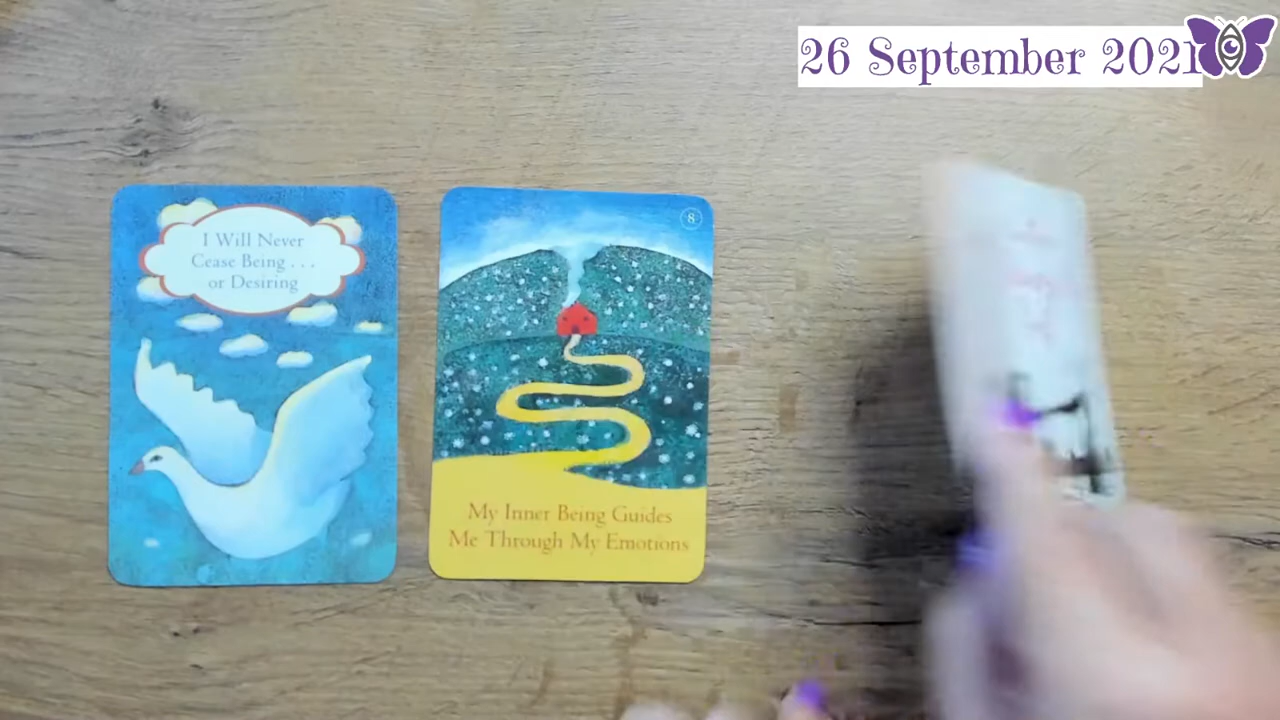 26 September 2021
I Will Never
Cease Being . . .
or Desiring
8
My Inner Being Guides
Me Through My Emotions